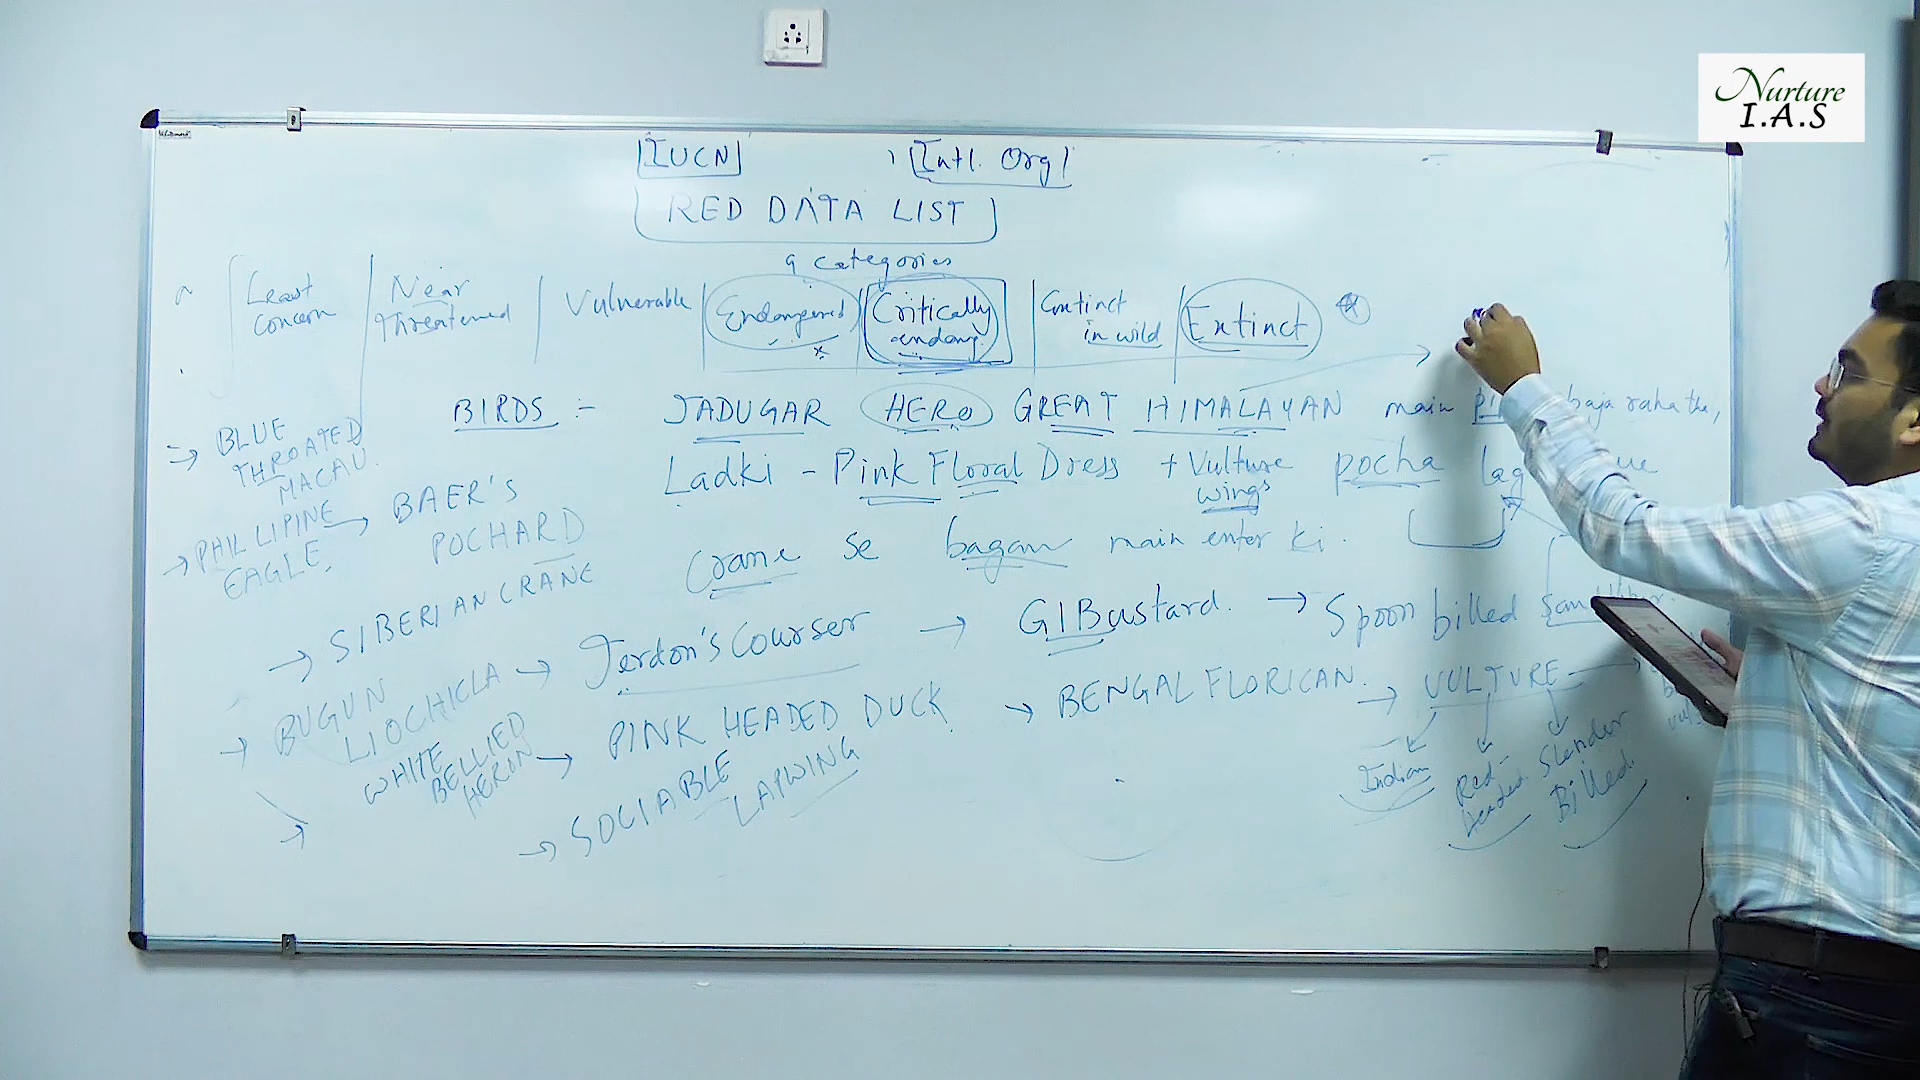 Nurture
I.A.S
IUCN
Intl. Org
RED DATA LIST
9 categories
Least
Concern
Near
Threatened
Vulnerable
Endangered
Critically
endang.
Extinct
in wild
Extinct
BIRDS :- JADUGAR HERO GREAT HIMALAYAN main baja raha tha,
Ladki - Pink Floral Dress + Vulture pocha
wings
Crane se bagan main enter ki.
→ BLUE
THROATED
MACAU
→ PHILLIPINE
EAGLE.
→ BAER'S
POCHARD
→ SIBERIAN CRANE
→ Jerdon's Courser
→ GIBustard.
→ Spoon billed
→ BUGUN
LIOCHICLA
→ PINK HEADED DUCK
→ BENGAL FLORICAN.
→ VULTURE
Indian
Red-
headed
Slender
Billed.
→ WHITE
BELLIED
HERON
→ SOCIABLE
LAPWING